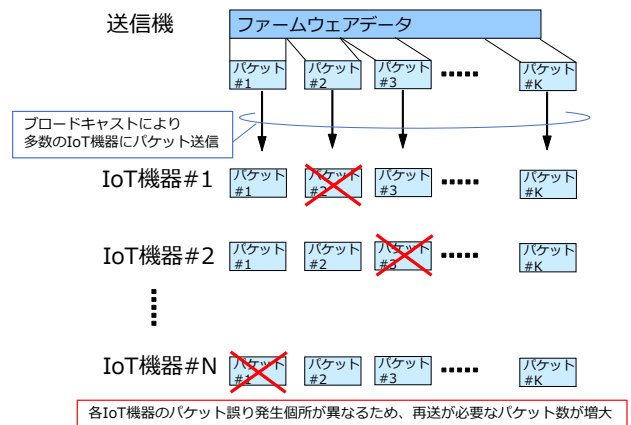 送信機
ファームウェアデータ
パケット
#1
パケット
#2
パケット
#3
パケット
#K
ブロードキャストにより
多数のIoT機器にパケット送信
IoT機器#1
パケット
#1
パケット
#2
パケット
#3
パケット
#K
IoT機器#2
パケット
#1
パケット
#2
パケット
#3
パケット
#K
IoT機器#N
パケット
#1
パケット
#2
パケット
#3
パケット
#K
各IoT機器のパケット誤り発生個所が異なるため、再送が必要なパケット数が増大